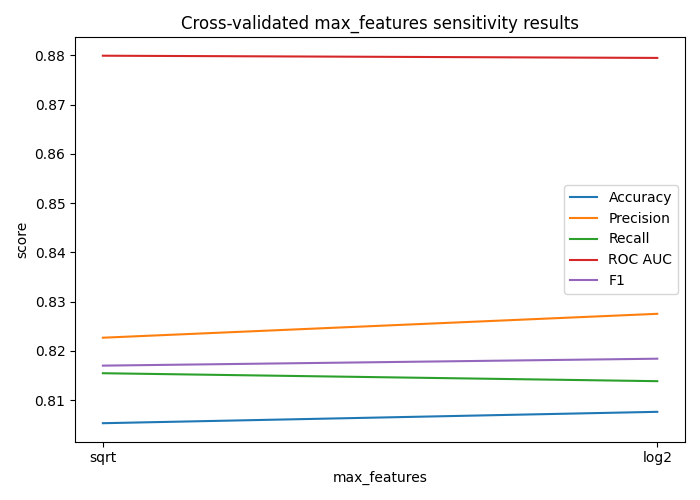 Cross-validated max_features sensitivity results
0.88
0.87
0.86
0.85
0.84
0.83
0.82
0.81
score
Accuracy
Precision
Recall
ROC AUC
F1
sqrt
log2
max_features